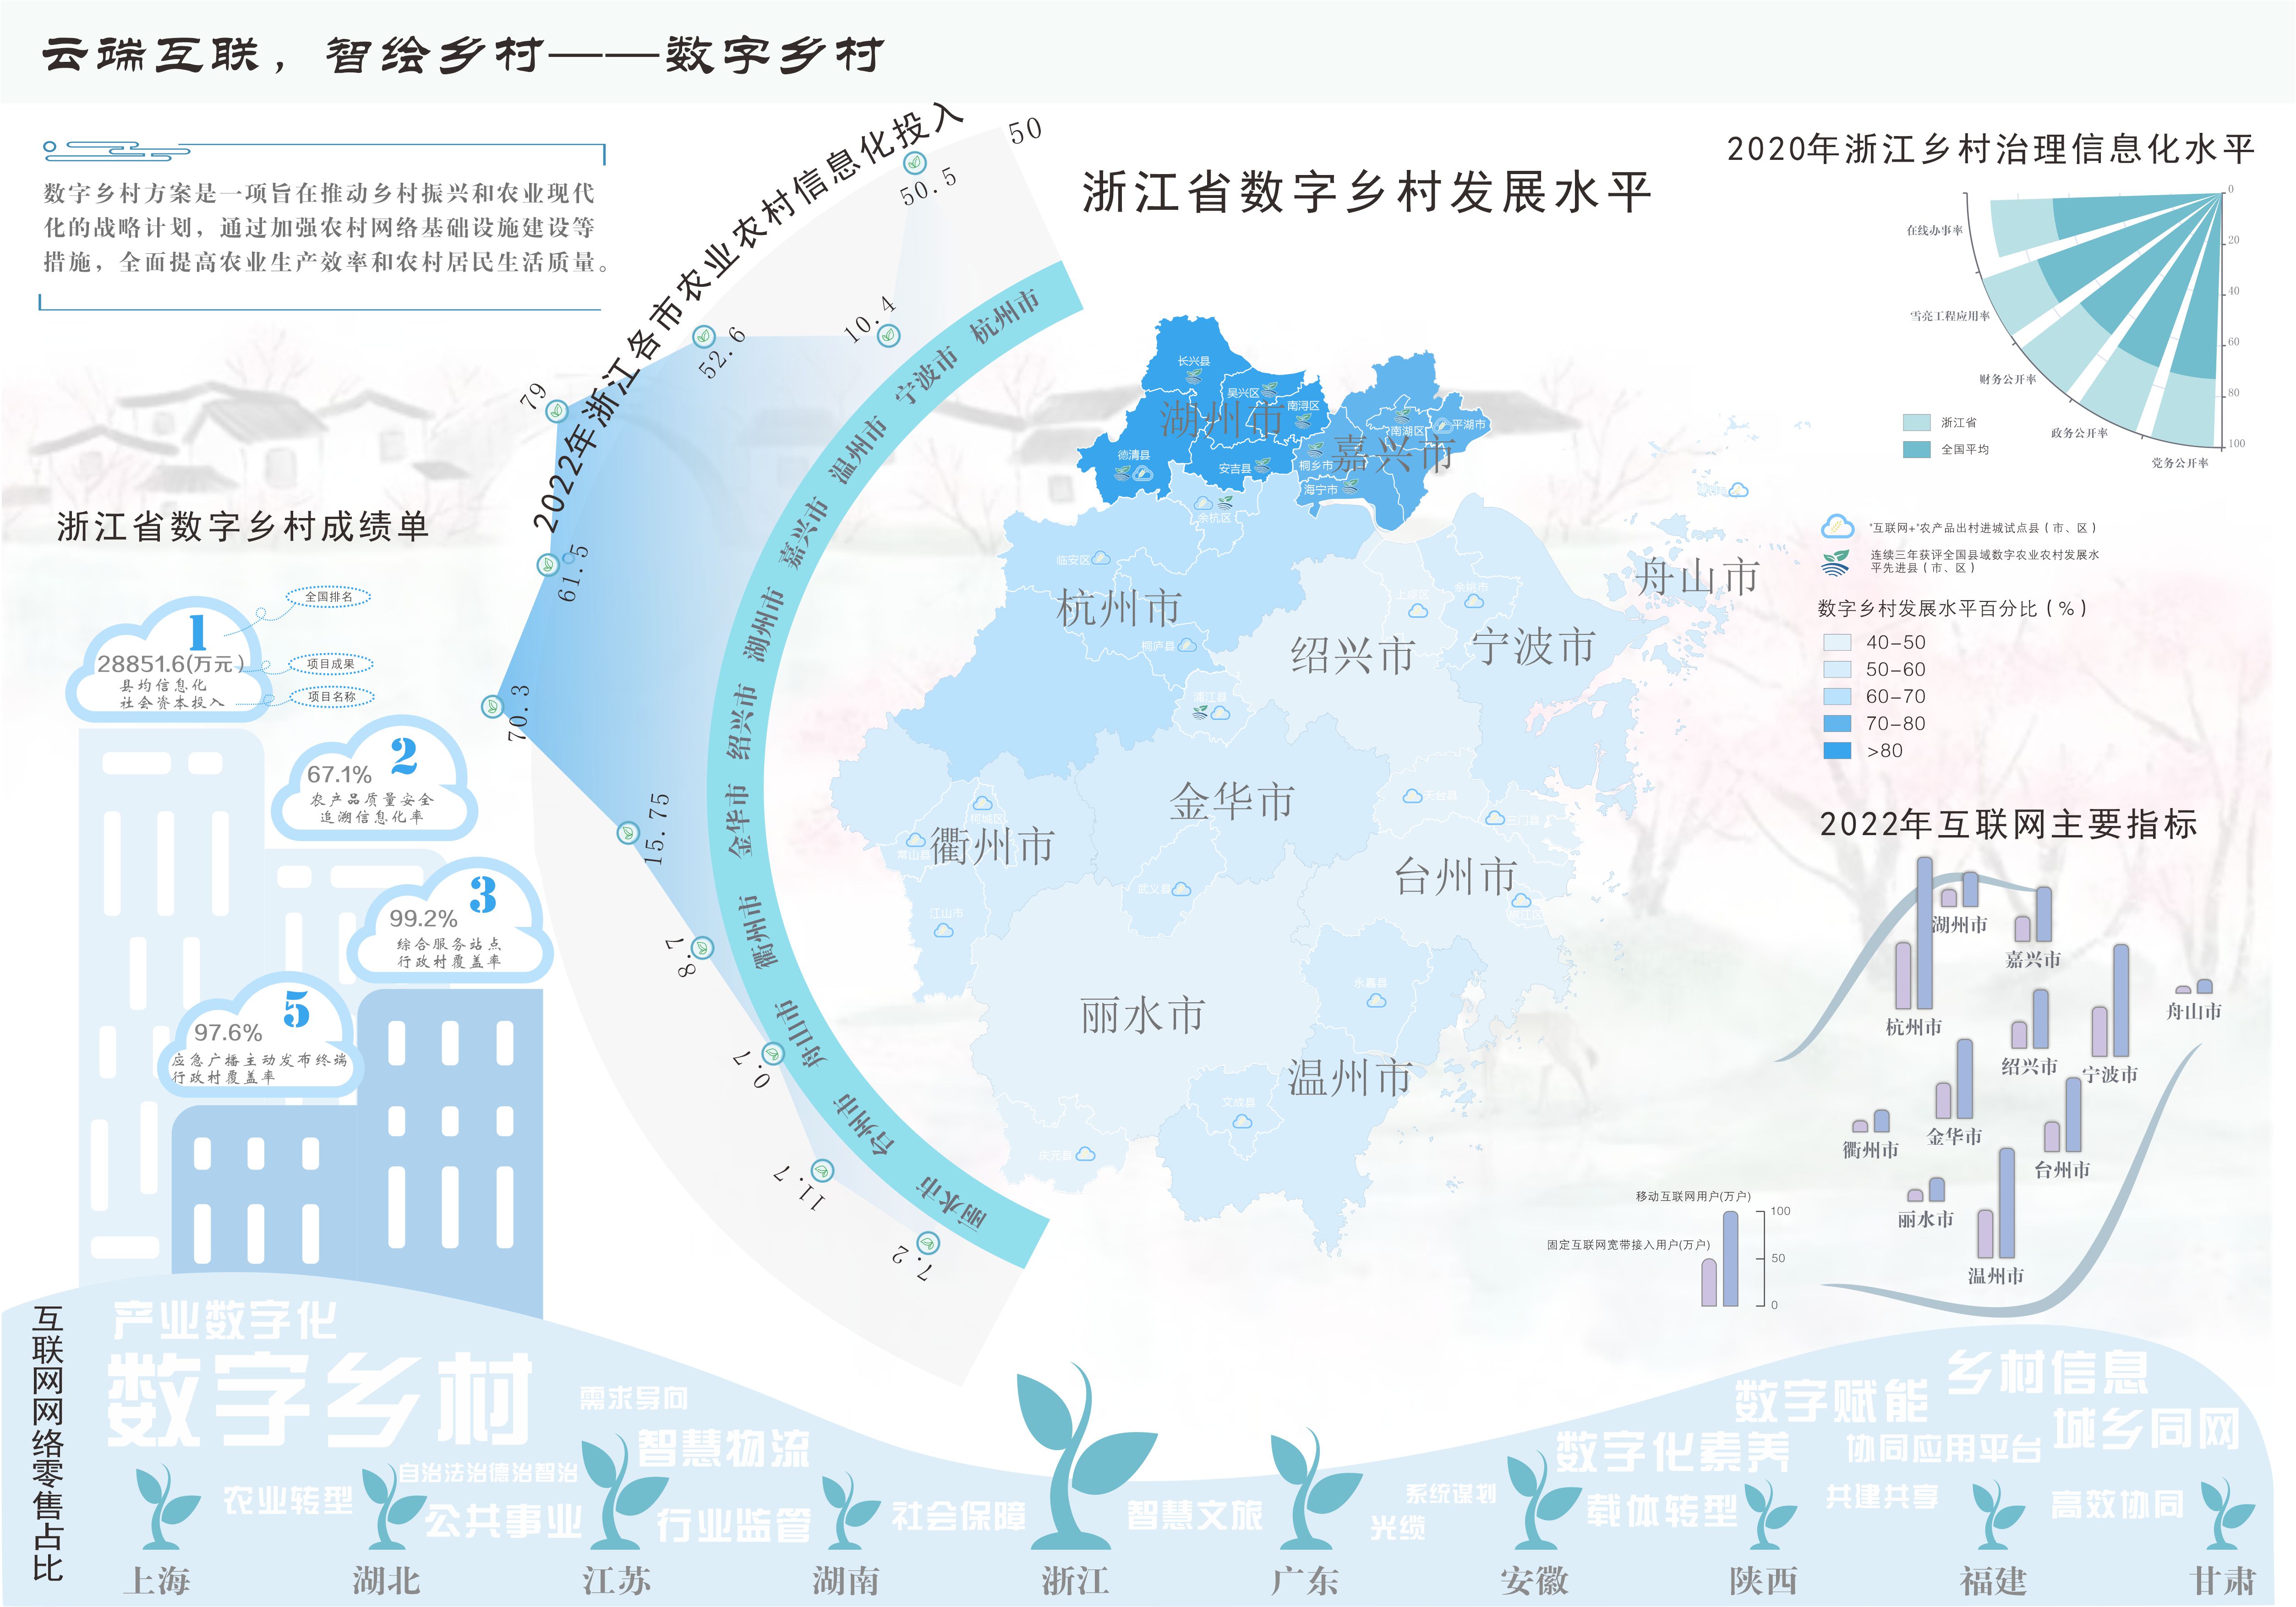 云端互联，智绘乡村——数字乡村
数字乡村方案是一项旨在推动乡村振兴和农业现代
化的战略计划，通过加强农村网络基础设施建设等
措施，全面提高农业生产效率和农村居民生活质量。
浙江省数字乡村成绩单
全国排名
项目成果
项目名称
1
28851.6(万元)
县均信息化
社会资本投入
2
67.1%
农产品质量安全
追溯信息化率
3
99.2%
综合服务站点
行政村覆盖率
5
97.6%
应急广播主动发布终端
行政村覆盖率
2022年浙江各市农业农村信息化投入
50
50.5
10.4
52.6
79
61.5
70.3
15.75
8.7
0.7
11.7
7.2
杭州市
宁波市
温州市
嘉兴市
湖州市
绍兴市
金华市
衢州市
舟山市
台州市
丽水市
浙江省数字乡村发展水平
长兴县
吴兴区
南浔区
湖州市
德清县
安吉县
南湖区
平湖市
嘉兴市
桐乡市
海宁市
余杭区
临安区
杭州市
桐庐县
上虞区
余姚市
绍兴市
宁波市
舟山市
浦江县
金华市
天台县
三门县
柯城区
衢州市
常山县
江山市
武义县
台州市
椒江区
丽水市
永嘉县
温州市
文成县
庆元县
2020年浙江乡村治理信息化水平
0
20
40
60
80
100
在线办事率
雪亮工程应用率
财务公开率
政务公开率
党务公开率
浙江省
全国平均
"互联网+"农产品出村进城试点县（市、区）
连续三年获评全国县域数字农业农村发展水
平先进县（市、区）
数字乡村发展水平百分比（%）
40-50
50-60
60-70
70-80
>80
2022年互联网主要指标
湖州市
嘉兴市
杭州市
舟山市
绍兴市
宁波市
金华市
衢州市
台州市
丽水市
温州市
移动互联网用户(万户)
固定互联网宽带接入用户(万户)
100
50
0
互联网网络零售占比
产业数字化
数字乡村
需求导向
智慧物流
自治法治德治智治
农业转型
公共事业
行业监管
社会保障
智慧文旅
系统谋划
光缆
数字化素养
载体转型
数字赋能
乡村信息
协同应用平台
城乡同网
共建共享
高效协同
上海
湖北
江苏
湖南
浙江
广东
安徽
陕西
福建
甘肃